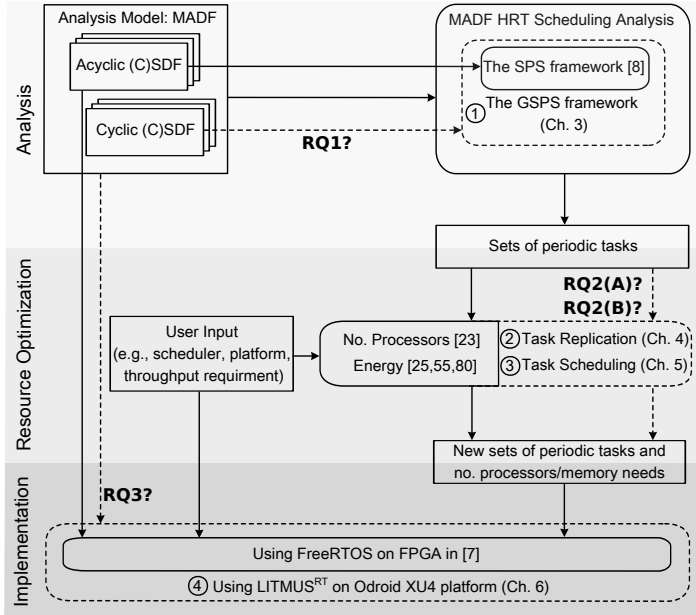 Analysis Model: MADF
Acyclic (C)SDF
Cyclic (C)SDF
MADF HRT Scheduling Analysis
The SPS framework [8]
1 The GSPS framework
(Ch. 3)
RQ1?
Analysis
Sets of periodic tasks
RQ2(A)?
RQ2(B)?
Resource Optimization
User Input
(e.g., scheduler, platform,
throughput requirment)
No. Processors [23]
Energy [25,55,80]
2 Task Replication (Ch. 4)
3 Task Scheduling (Ch. 5)
New sets of periodic tasks and
no. processors/memory needs
RQ3?
Implementation
Using FreeRTOS on FPGA in [7]
4 Using LITMUSRT on Odroid XU4 platform (Ch. 6)